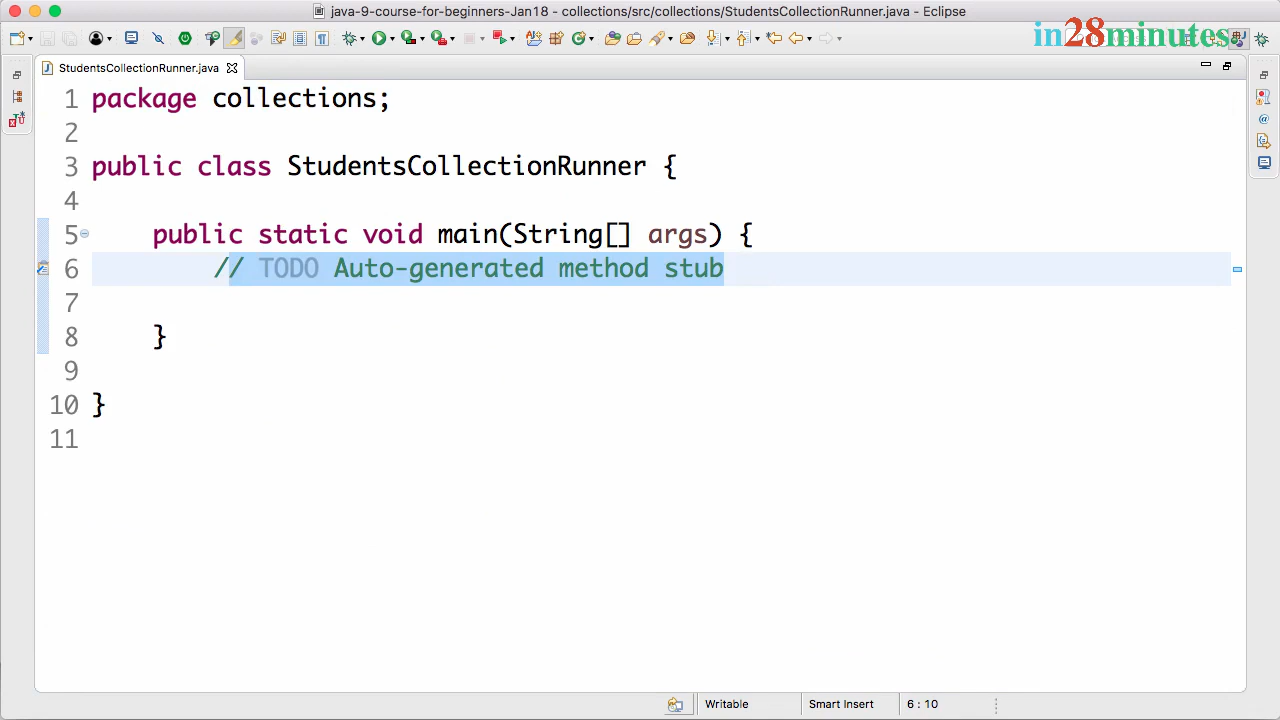 java-9-course-for-beginners-Jan18 - collections/src/collections/StudentsCollectionRunner.java - Eclipse
in28minutes
StudentsCollectionRunner.java
1 package collections;
2
3 public class StudentsCollectionRunner {
4
5 public static void main(String[] args) {
6 // TODO Auto-generated method stub
7
8 }
9
10 }
11
Writable Smart Insert 6 : 10